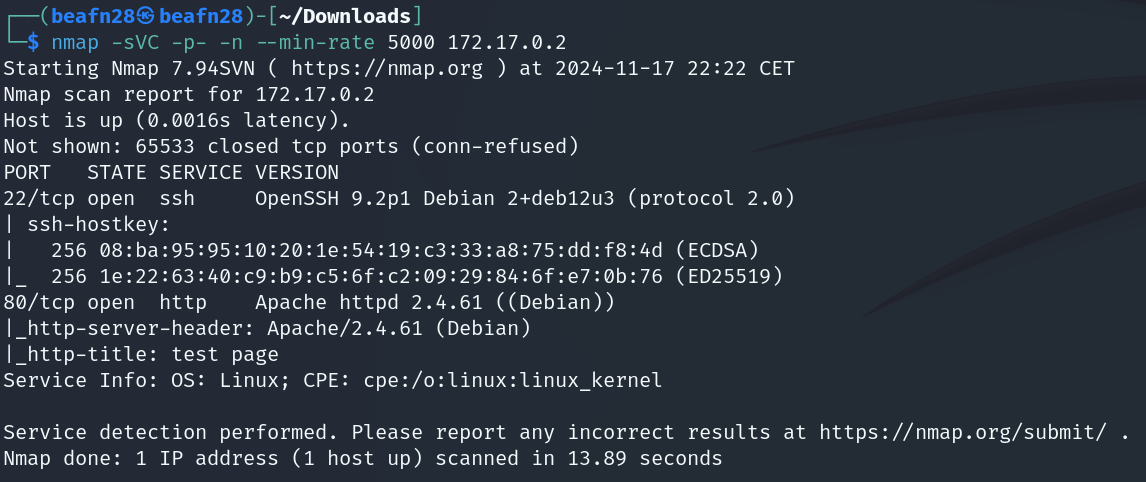 ┌──(beafn28㉿beafn28)-[~/Downloads]
└─$ nmap -sVC -p- -n --min-rate 5000 172.17.0.2
Starting Nmap 7.94SVN ( https://nmap.org ) at 2024-11-17 22:22 CET
Nmap scan report for 172.17.0.2
Host is up (0.0016s latency).
Not shown: 65533 closed tcp ports (conn-refused)
PORT   STATE SERVICE VERSION
22/tcp open  ssh     OpenSSH 9.2p1 Debian 2+deb12u3 (protocol 2.0)
| ssh-hostkey:
|   256 08:ba:95:95:10:20:1e:54:19:c3:33:a8:75:dd:f8:4d (ECDSA)
|_  256 1e:22:63:40:c9:b9:c5:6f:c2:09:29:84:6f:e7:0b:76 (ED25519)
80/tcp open  http    Apache httpd 2.4.61 ((Debian))
|_http-server-header: Apache/2.4.61 (Debian)
|_http-title: test page
Service Info: OS: Linux; CPE: cpe:/o:linux:linux_kernel

Service detection performed. Please report any incorrect results at https://nmap.org/submit/ .
Nmap done: 1 IP address (1 host up) scanned in 13.89 seconds